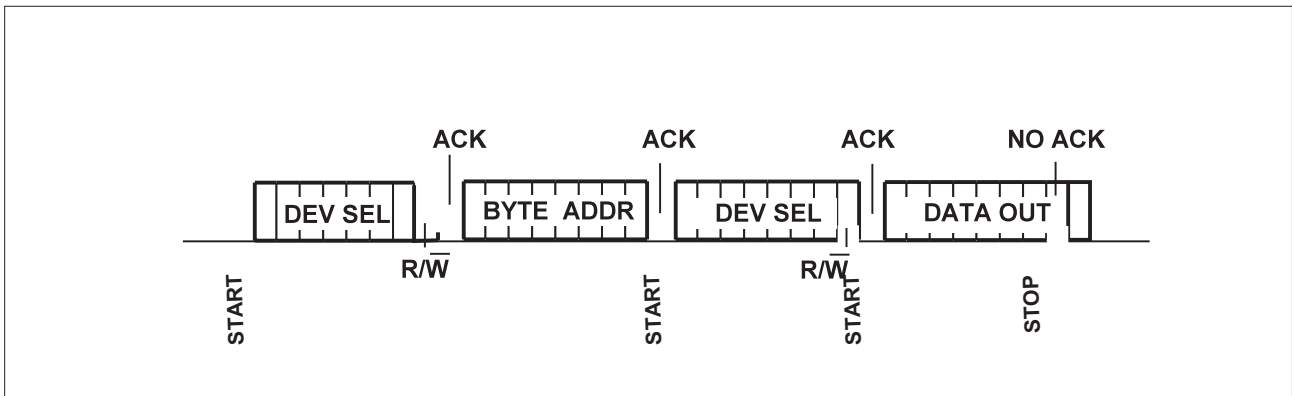 ACK ACK ACK NO ACK
DEV SEL BYTE ADDR DEV SEL DATA OUT
R/W̅ R/W̅
START START START STOP